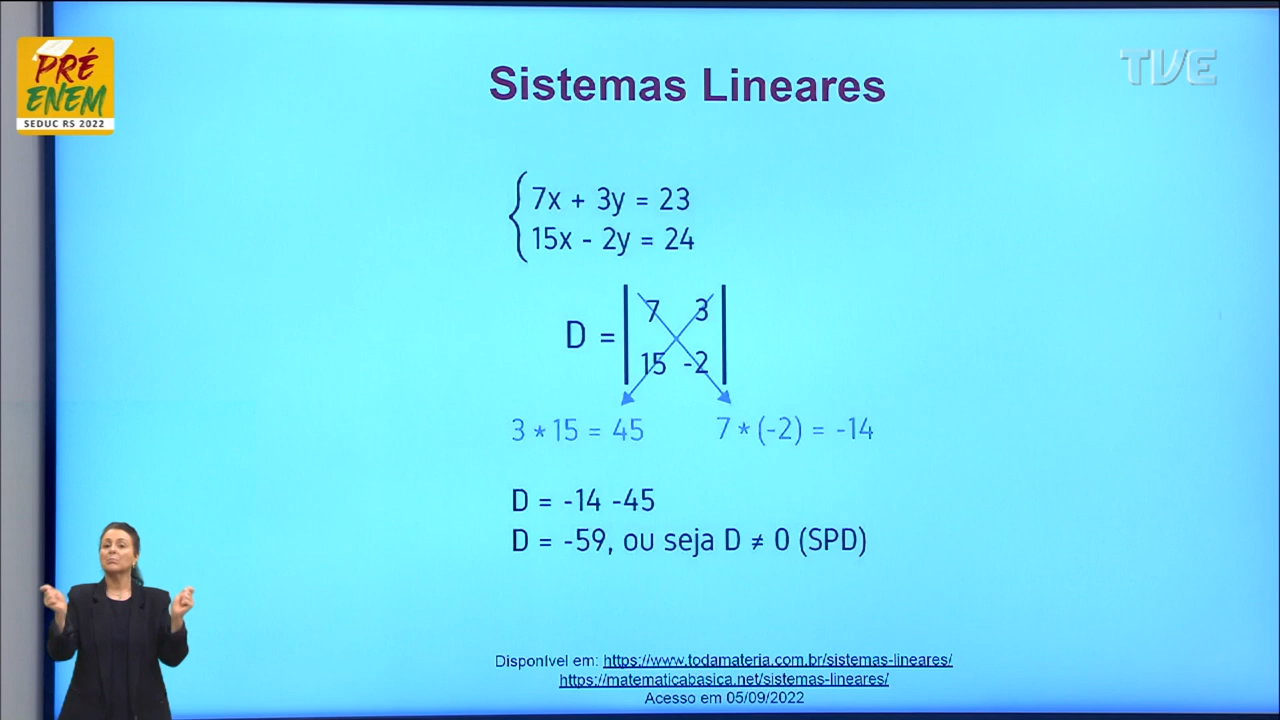 PRÉ
ENEM
SEDUC RS 2022
TVE
Sistemas Lineares
7x + 3y = 23
15x - 2y = 24
D = | 7 3 |
| 15 -2 |
3 * 15 = 45 7 * (-2) = -14
D = -14 -45
D = -59, ou seja D ≠ 0 (SPD)
Disponível em: https://www.todamateria.com.br/sistemas-lineares/
https://matematicabasica.net/sistemas-lineares/
Acesso em 05/09/2022